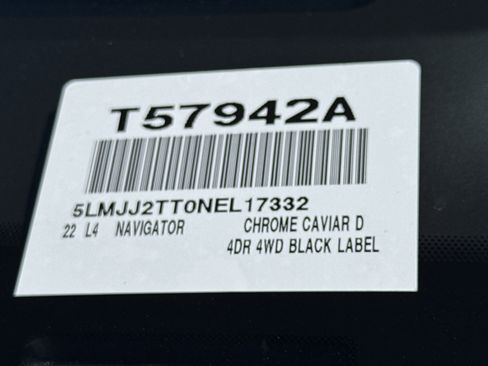 T57942A
5LMJJ2TT0NEL17332
22 L4 NAVIGATOR CHROME CAVIAR D
4DR 4WD BLACK LABEL